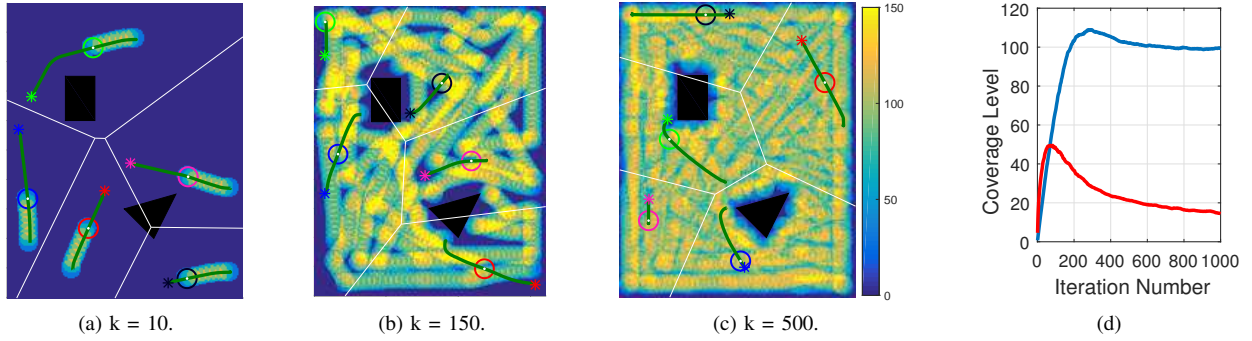 150
100
50
0
120
100
80
60
40
20
0
Coverage Level
0 200 400 600 800 1000
Iteration Number
(a) k = 10.
(b) k = 150.
(c) k = 500.
(d)